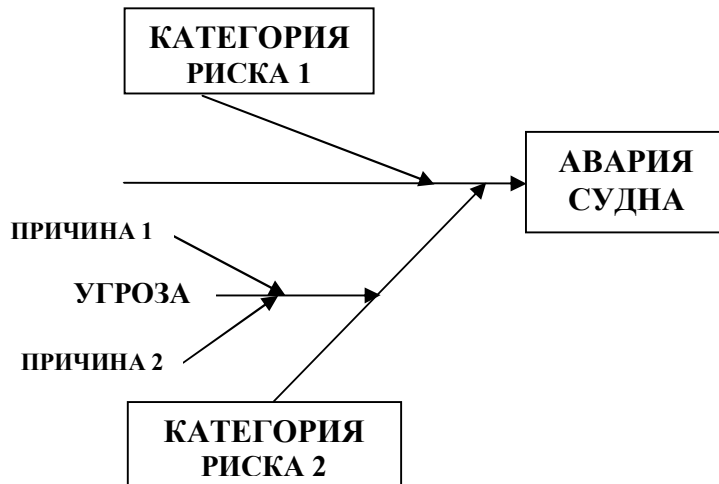 КАТЕГОРИЯ
РИСКА 1
АВАРИЯ
СУДНА
ПРИЧИНА 1
УГРОЗА
ПРИЧИНА 2
КАТЕГОРИЯ
РИСКА 2